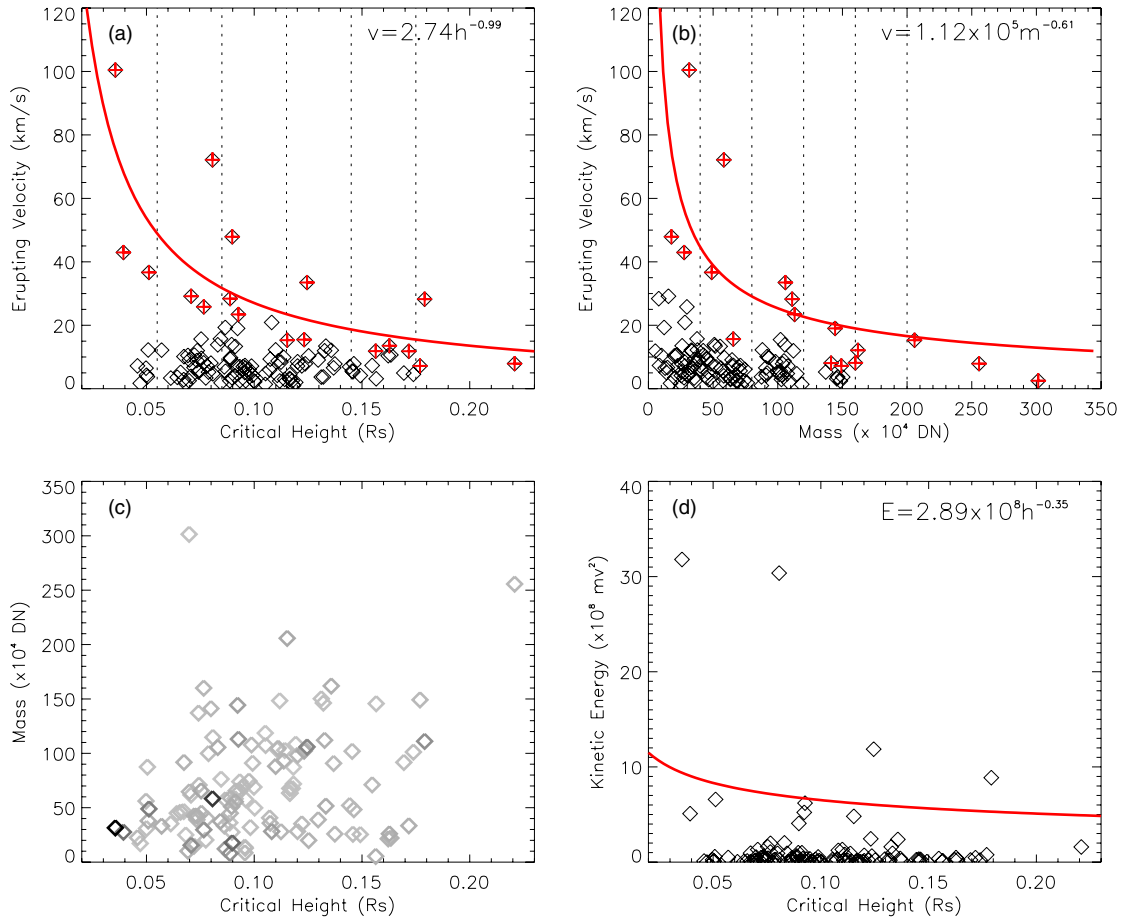 (a)
v=2.74h^-0.99
120
100
80
60
40
20
0
Erupting Velocity (km/s)
0.05 0.10 0.15 0.20
Critical Height (Rs)
(b)
v=1.12x10^5m^-0.61
120
100
80
60
40
20
0
Erupting Velocity (km/s)
0 50 100 150 200 250 300 350
Mass (x 10^4 DN)
(c)
350
300
250
200
150
100
50
0
Mass (x10^4 DN)
0.05 0.10 0.15 0.20
Critical Height (Rs)
(d)
E=2.89x10^8h^-0.35
40
30
20
10
0
Kinetic Energy (x10^8 mv^2)
0.05 0.10 0.15 0.20
Critical Height (Rs)